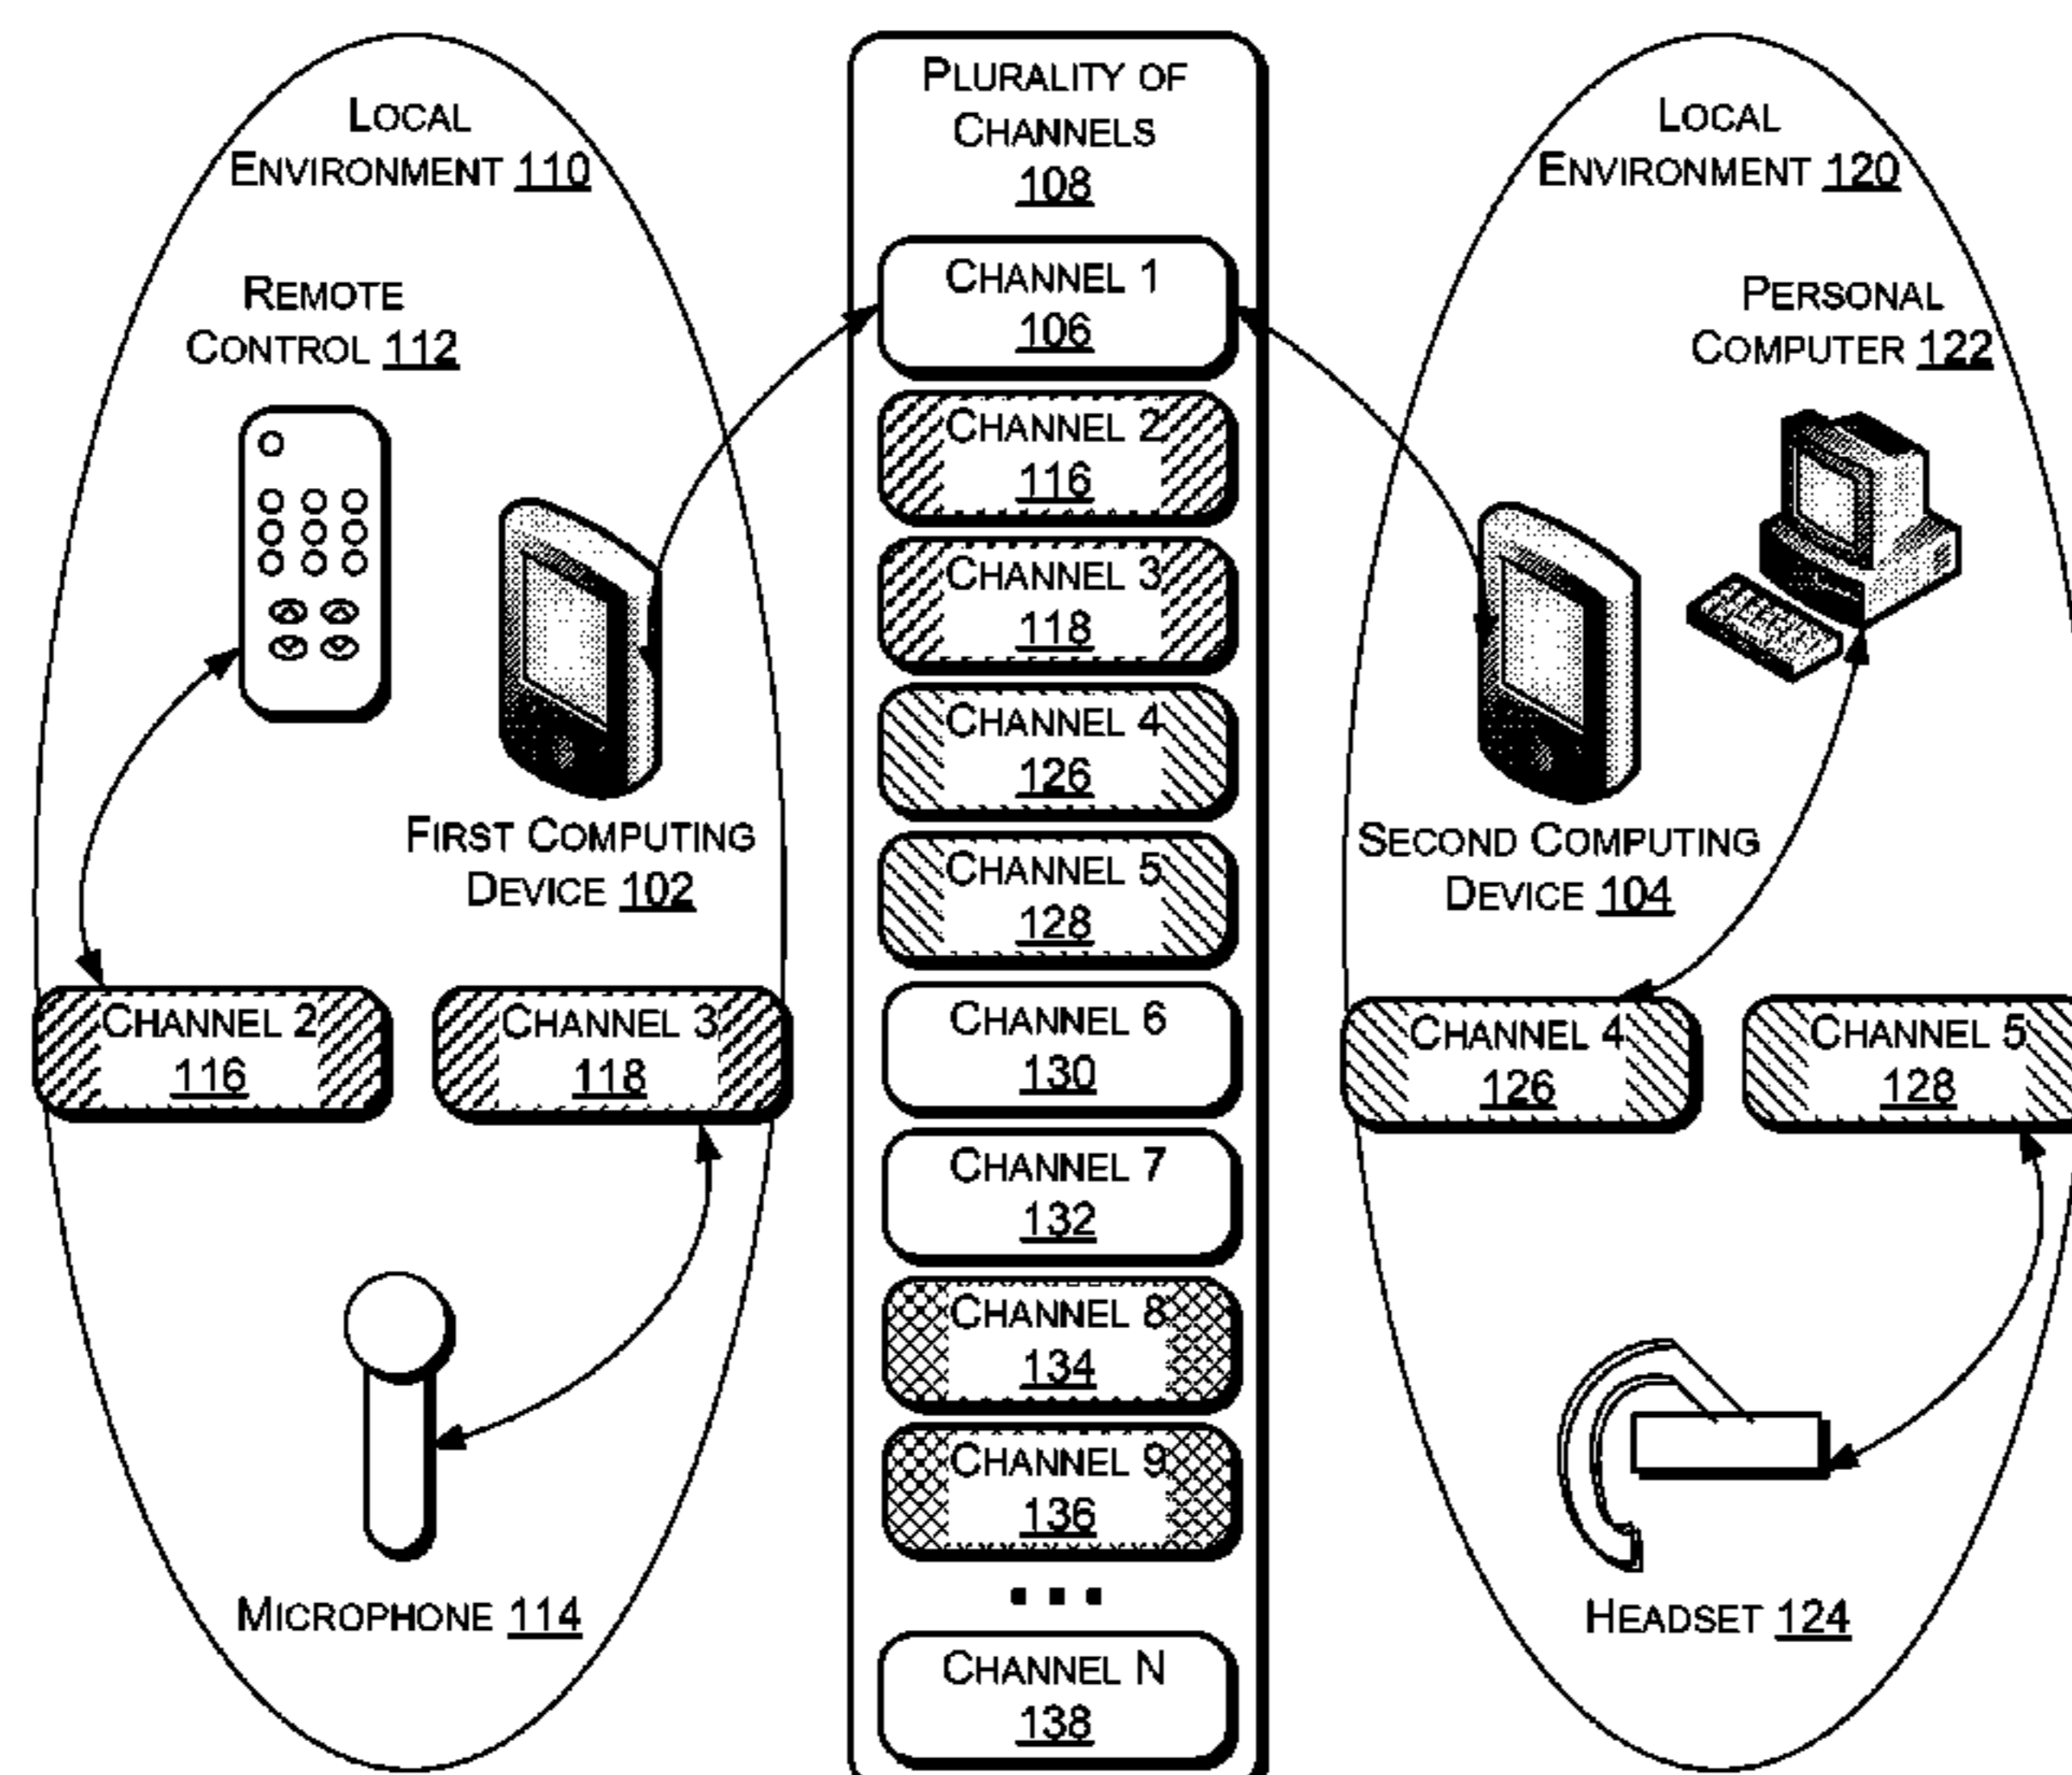 LOCAL
ENVIRONMENT 110
REMOTE
CONTROL 112
FIRST COMPUTING
DEVICE 102
CHANNEL 2
116
CHANNEL 3
118
MICROPHONE 114
PLURALITY OF
CHANNELS
108
CHANNEL 1
106
CHANNEL 2
116
CHANNEL 3
118
CHANNEL 4
126
CHANNEL 5
128
CHANNEL 6
130
CHANNEL 7
132
CHANNEL 8
134
CHANNEL 9
136
...
CHANNEL N
138
LOCAL
ENVIRONMENT 120
PERSONAL
COMPUTER 122
SECOND COMPUTING
DEVICE 104
CHANNEL 4
126
CHANNEL 5
128
HEADSET 124